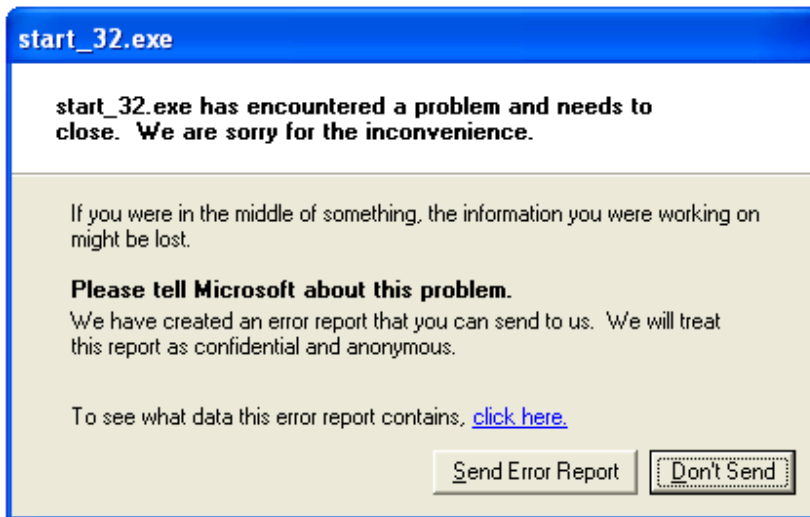 start_32.exe
start_32.exe has encountered a problem and needs to
close.  We are sorry for the inconvenience.
If you were in the middle of something, the information you were working on
might be lost.
Please tell Microsoft about this problem.
We have created an error report that you can send to us.  We will treat
this report as confidential and anonymous.
To see what data this error report contains, click here.
Send Error Report
Don't Send